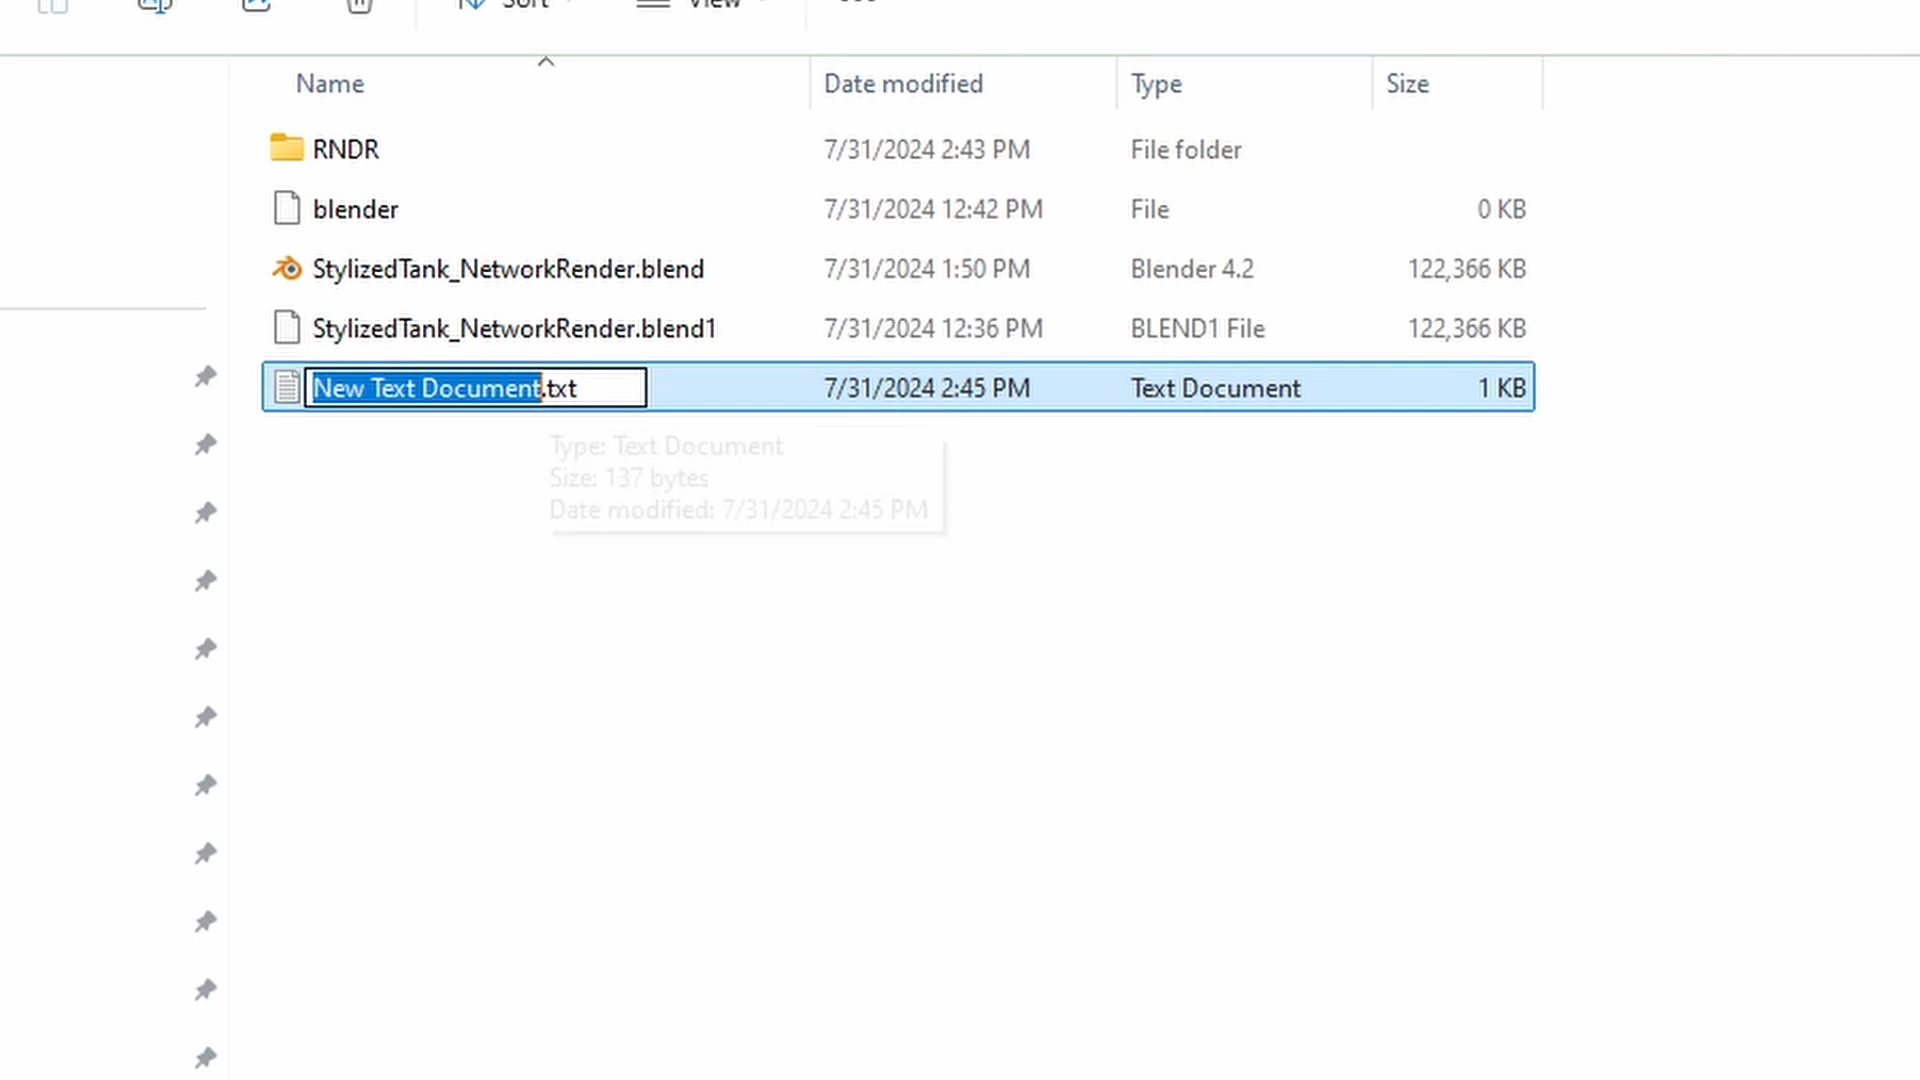 Sort View
Name Date modified Type Size
RNDR 7/31/2024 2:43 PM File folder
blender 7/31/2024 12:42 PM File 0 KB
StylizedTank_NetworkRender.blend 7/31/2024 1:50 PM Blender 4.2 122,366 KB
StylizedTank_NetworkRender.blend1 7/31/2024 12:36 PM BLEND1 File 122,366 KB
New Text Document.txt 7/31/2024 2:45 PM Text Document 1 KB
Type: Text Document
Size: 137 bytes
Date modified: 7/31/2024 2:45 PM